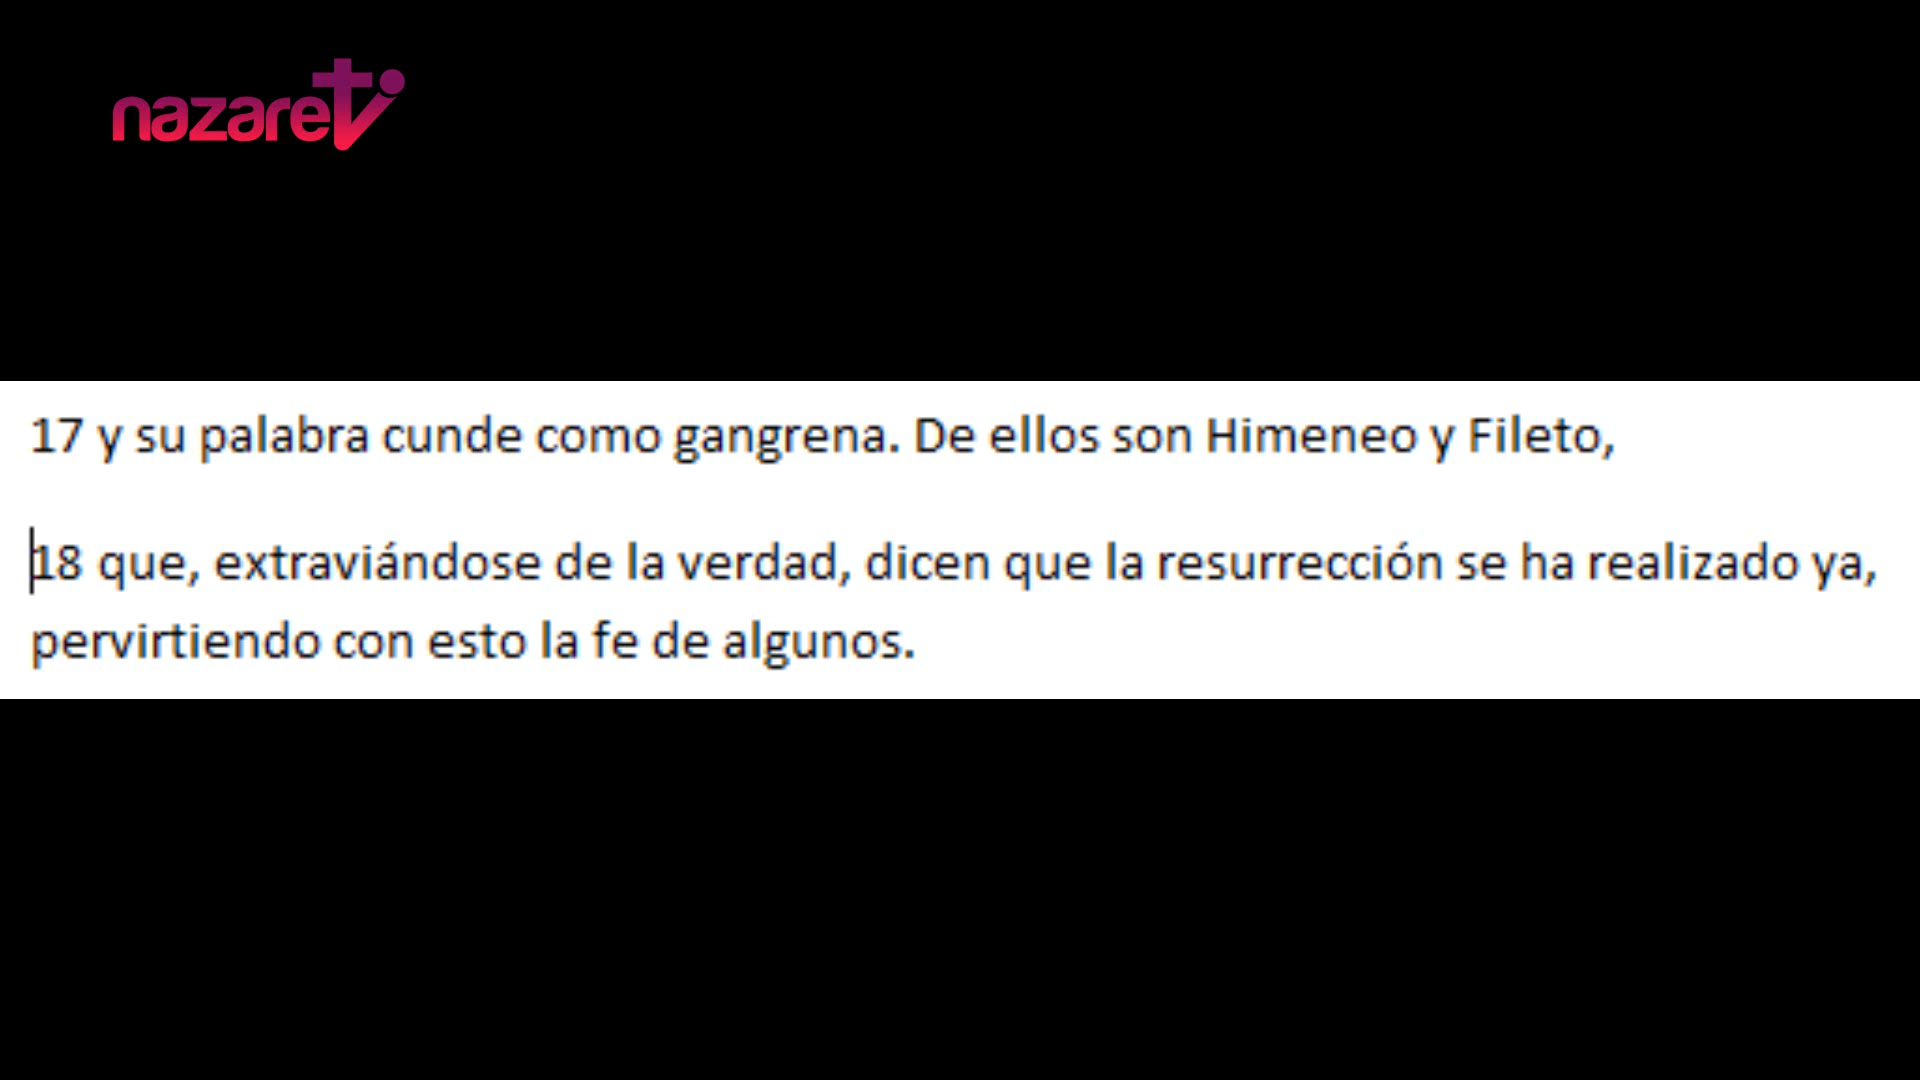 nazaretv
17 y su palabra cunde como gangrena. De ellos son Himeneo y Fileto,
18 que, extraviándose de la verdad, dicen que la resurrección se ha realizado ya,
pervirtiendo con esto la fe de algunos.